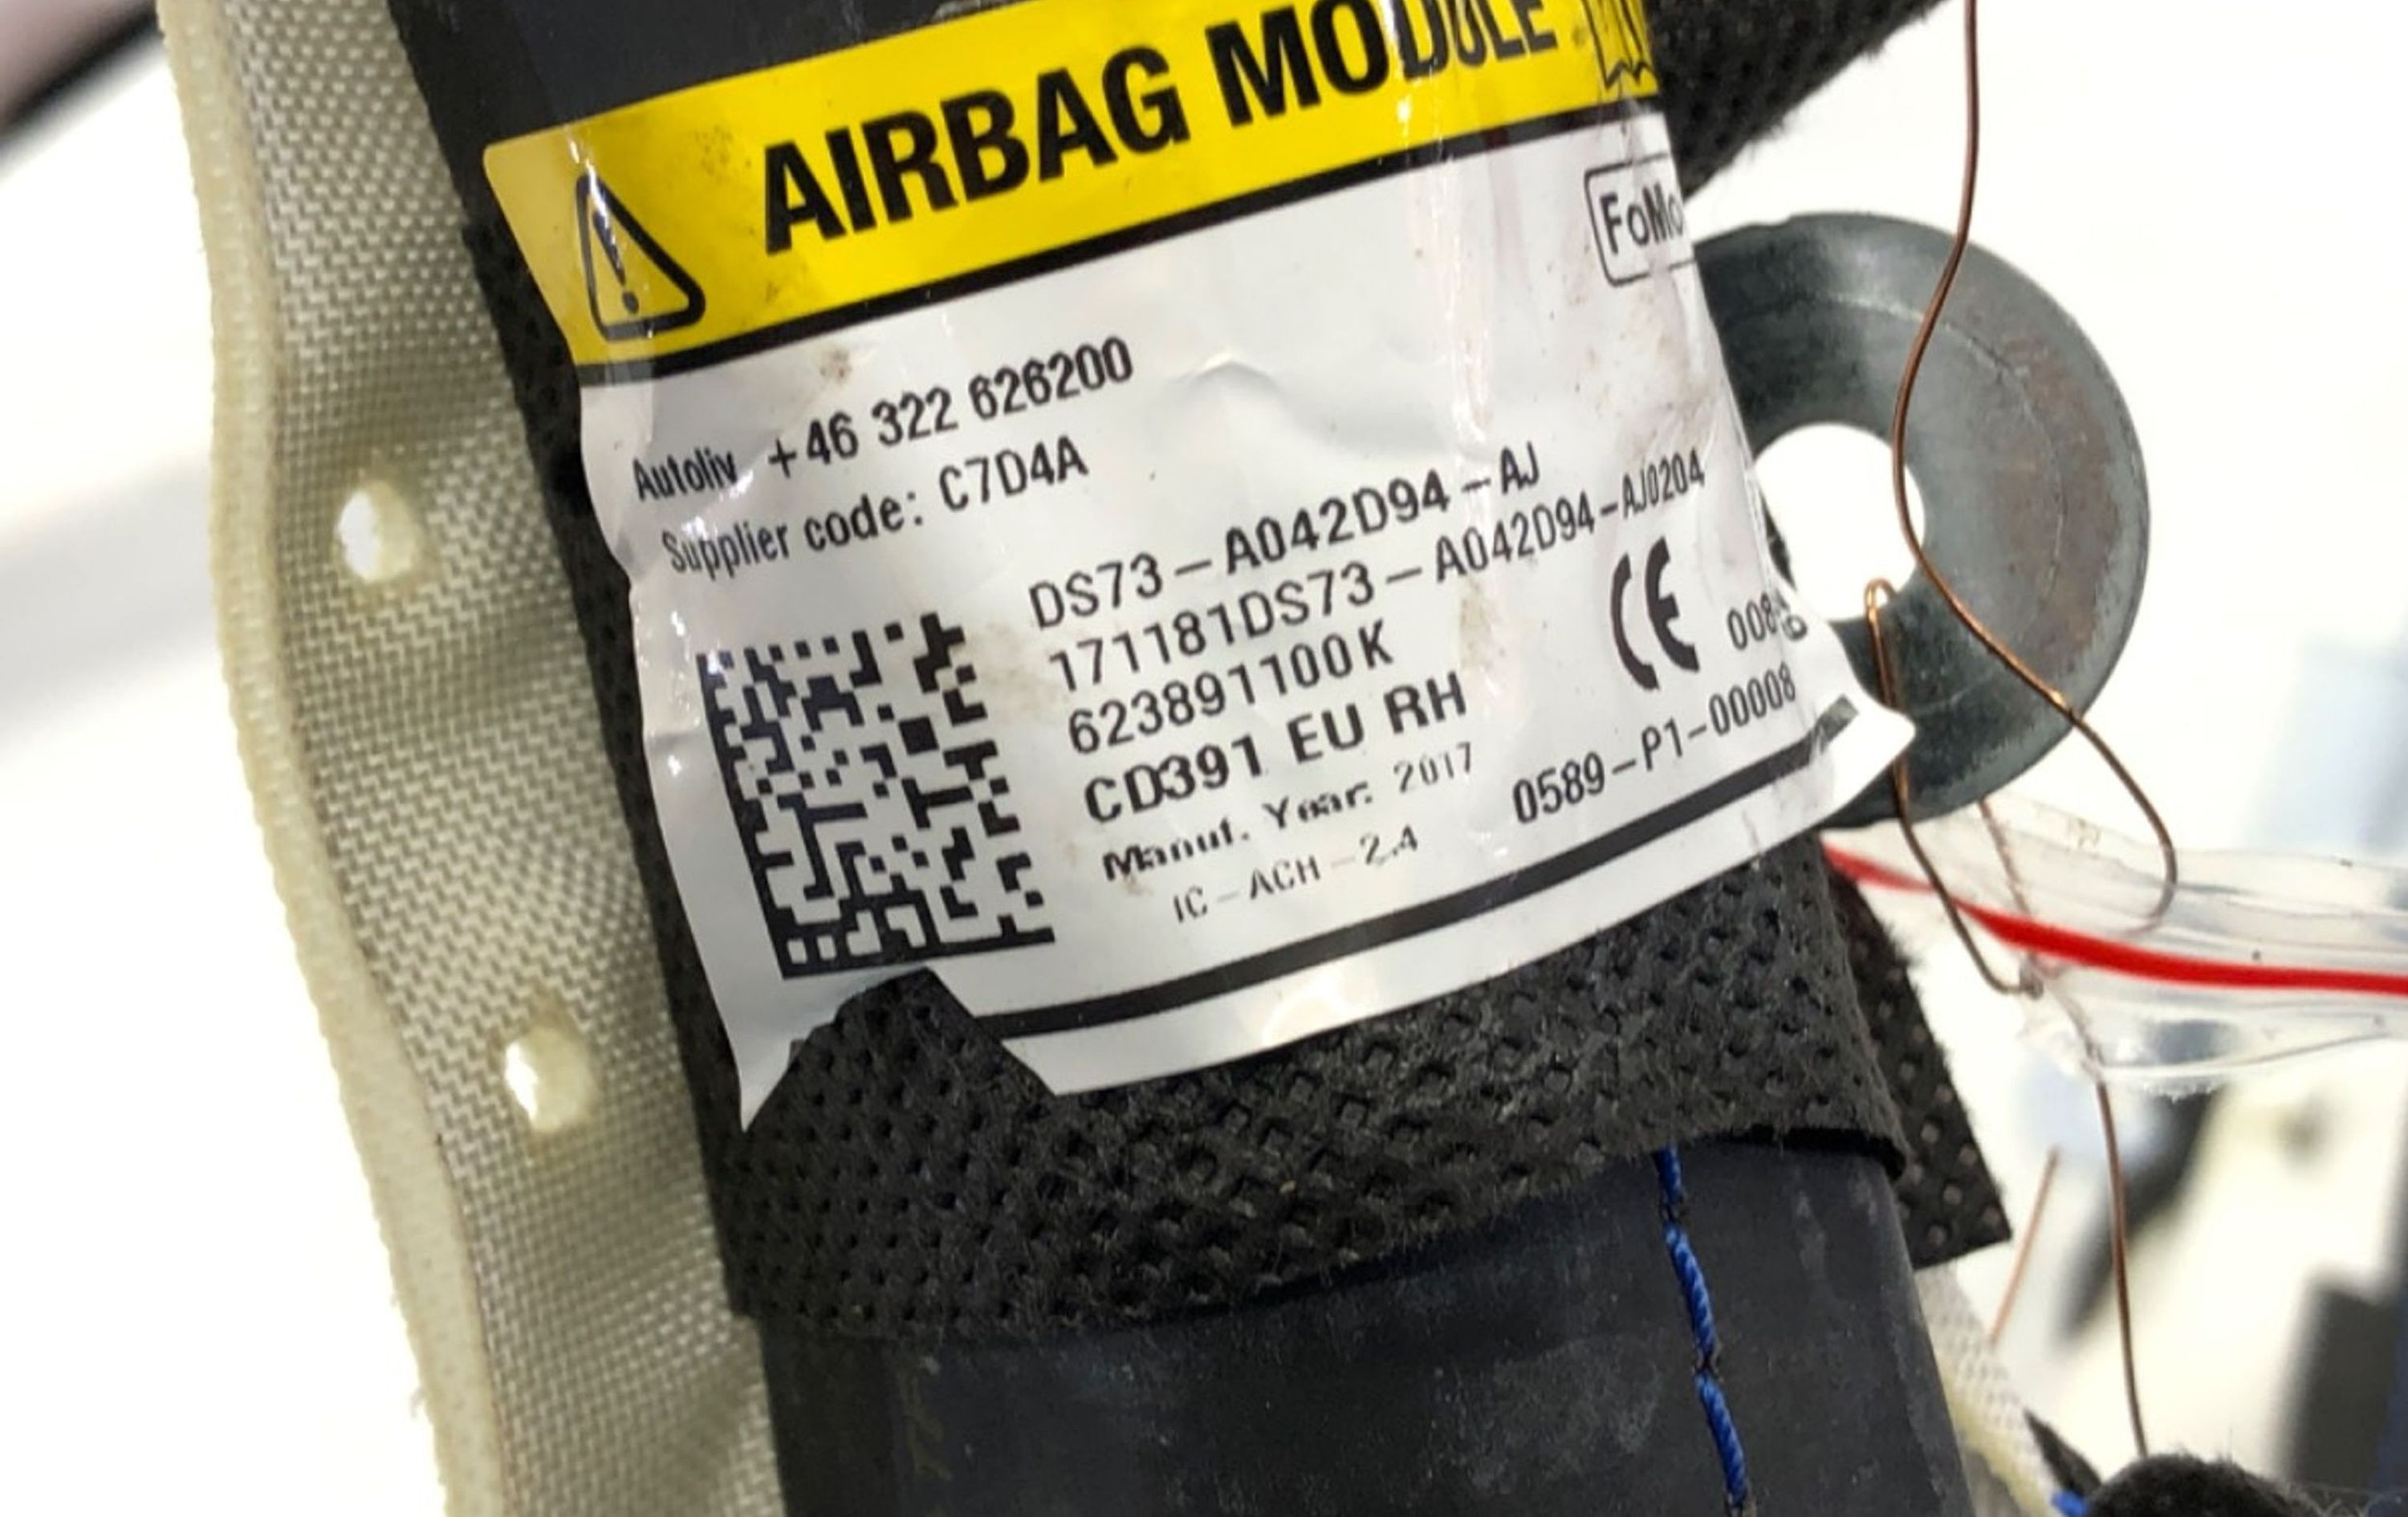 AIRBAG MODULE
FoMo
Autoliv +46 322 626200
Supplier code: C7D4A
DS73-A042D94-AJ
171181DS73-A042D94-AJ0204
623891100K
CD391 EU RH
Manuf. Year: 2017
IC-ACH-2.4
0589-P1-00008
CE